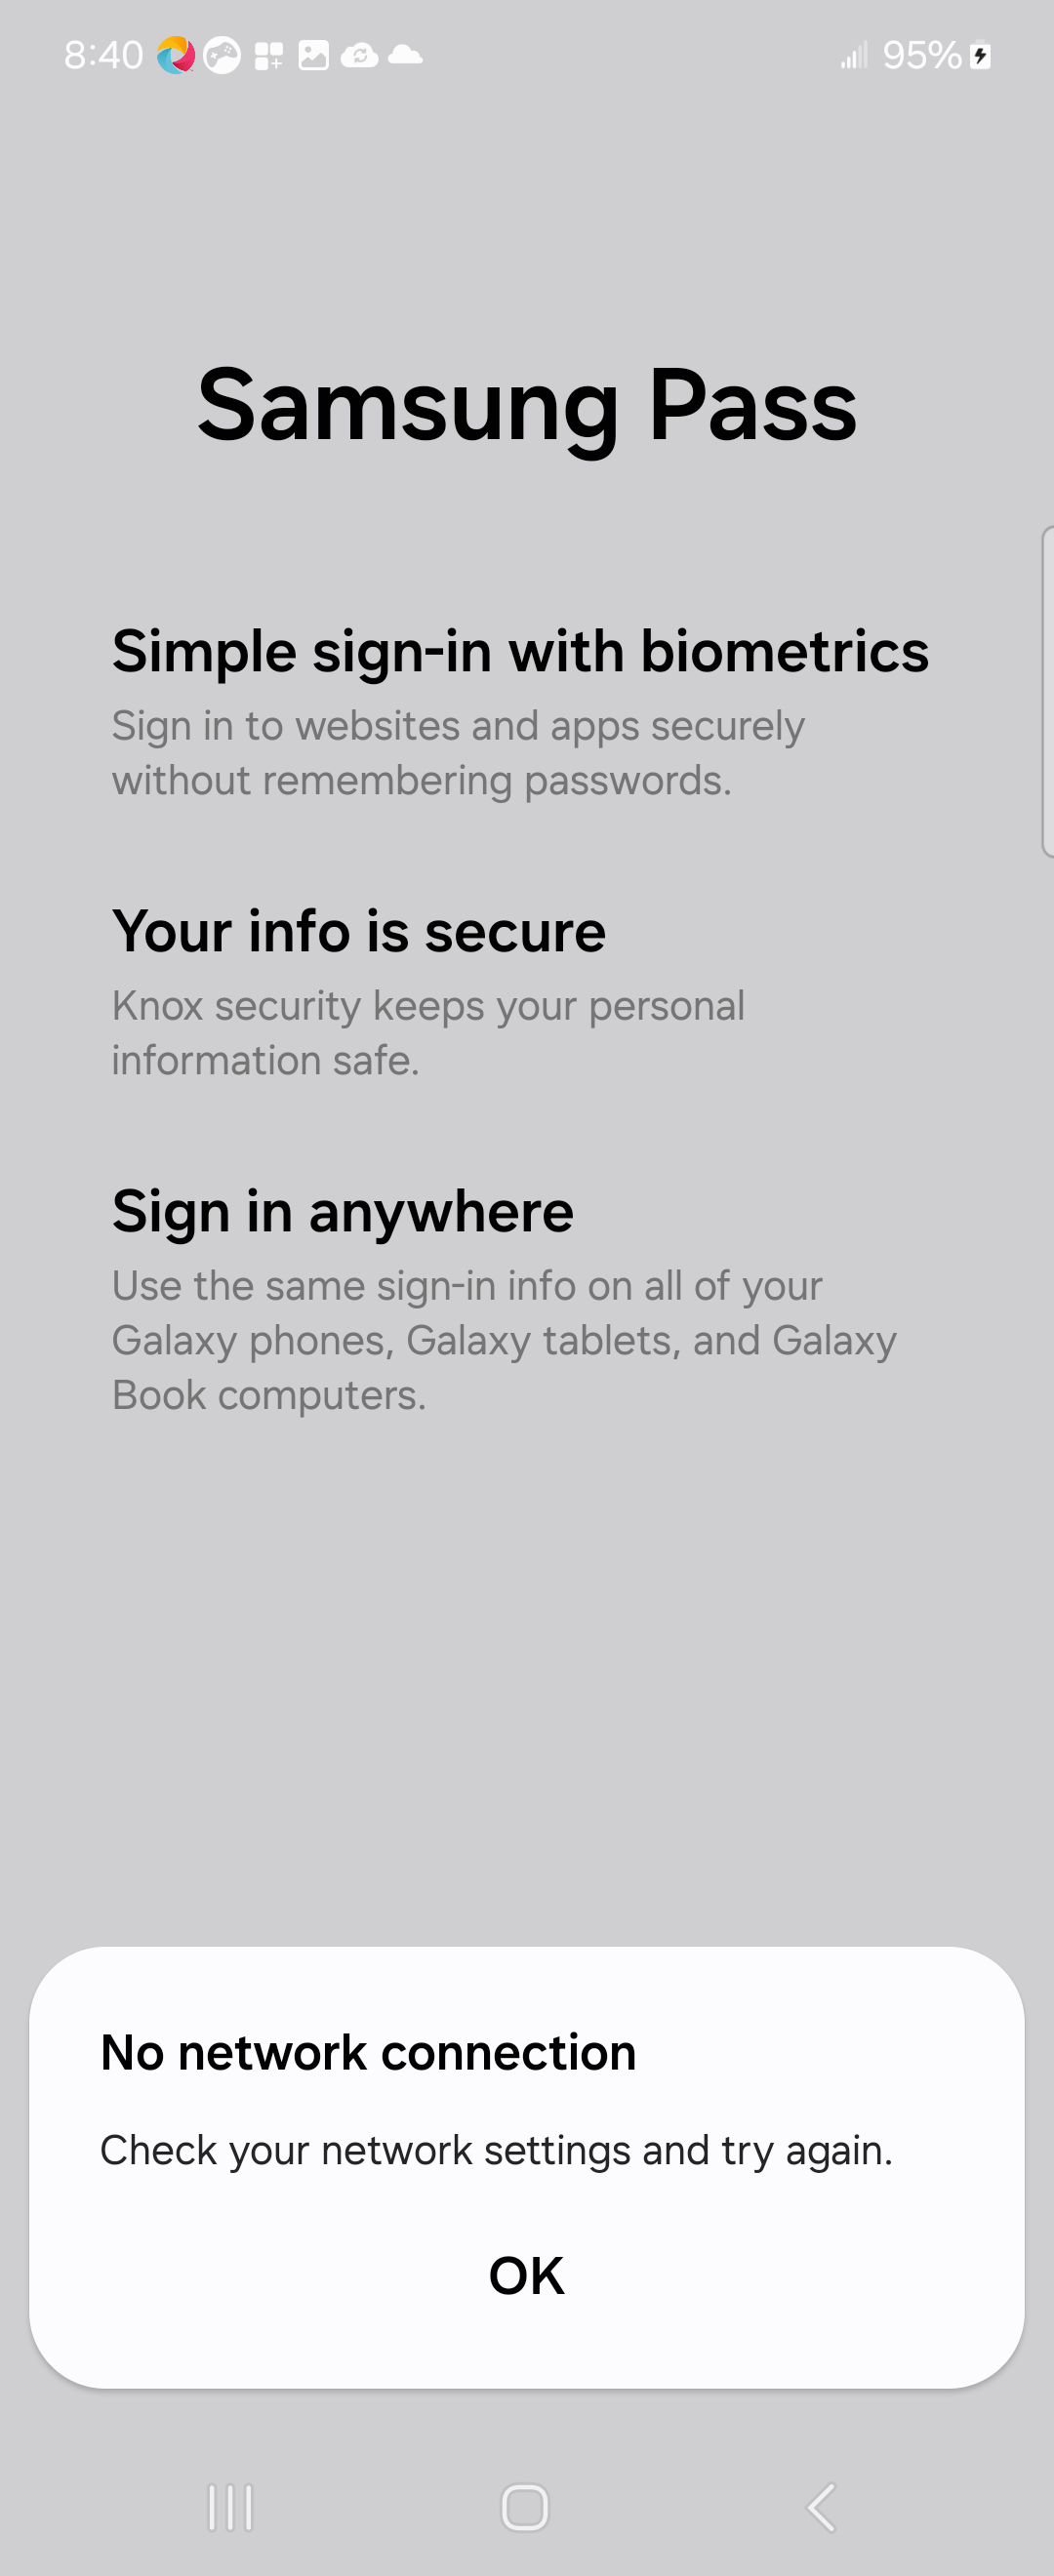 8:40
95%
Samsung Pass
Simple sign-in with biometrics
Sign in to websites and apps securely
without remembering passwords.
Your info is secure
Knox security keeps your personal
information safe.
Sign in anywhere
Use the same sign-in info on all of your
Galaxy phones, Galaxy tablets, and Galaxy
Book computers.
No network connection
Check your network settings and try again.
OK